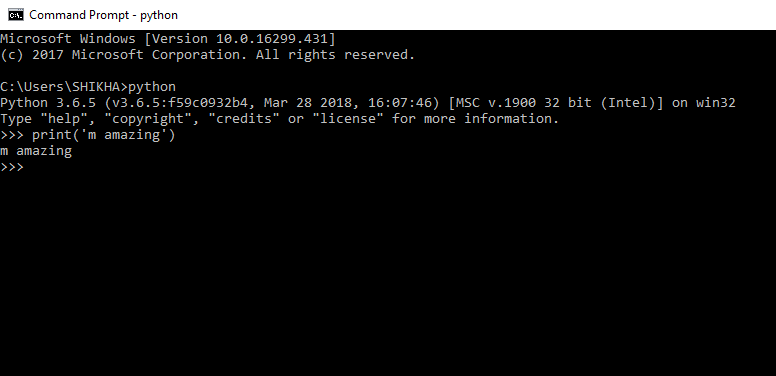 Command Prompt - python
Microsoft Windows [Version 10.0.16299.431]
(c) 2017 Microsoft Corporation. All rights reserved.
C:\Users\SHIKHA>python
Python 3.6.5 (v3.6.5:f59c0932b4, Mar 28 2018, 16:07:46) [MSC v.1900 32 bit (Intel)] on win32
Type "help", "copyright", "credits" or "license" for more information.
>>> print('m amazing')
m amazing
>>>